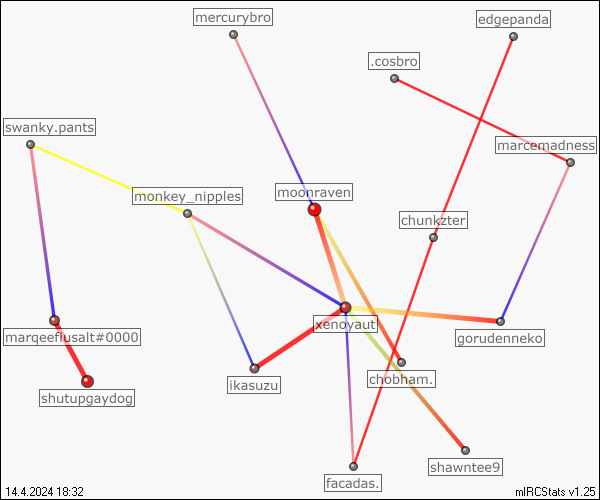 mercurybro
edgepanda
.cosbro
swanky.pants
marcemadness
monkey_nipples
moonraven
chunkzter
xenoyaut
marqeefiusalt#0000
gorudenneko
ikasuzu
chobham.
shutupgaydog
shawntee9
facadas.
14.4.2024 18:32
mIRCStats v1.25